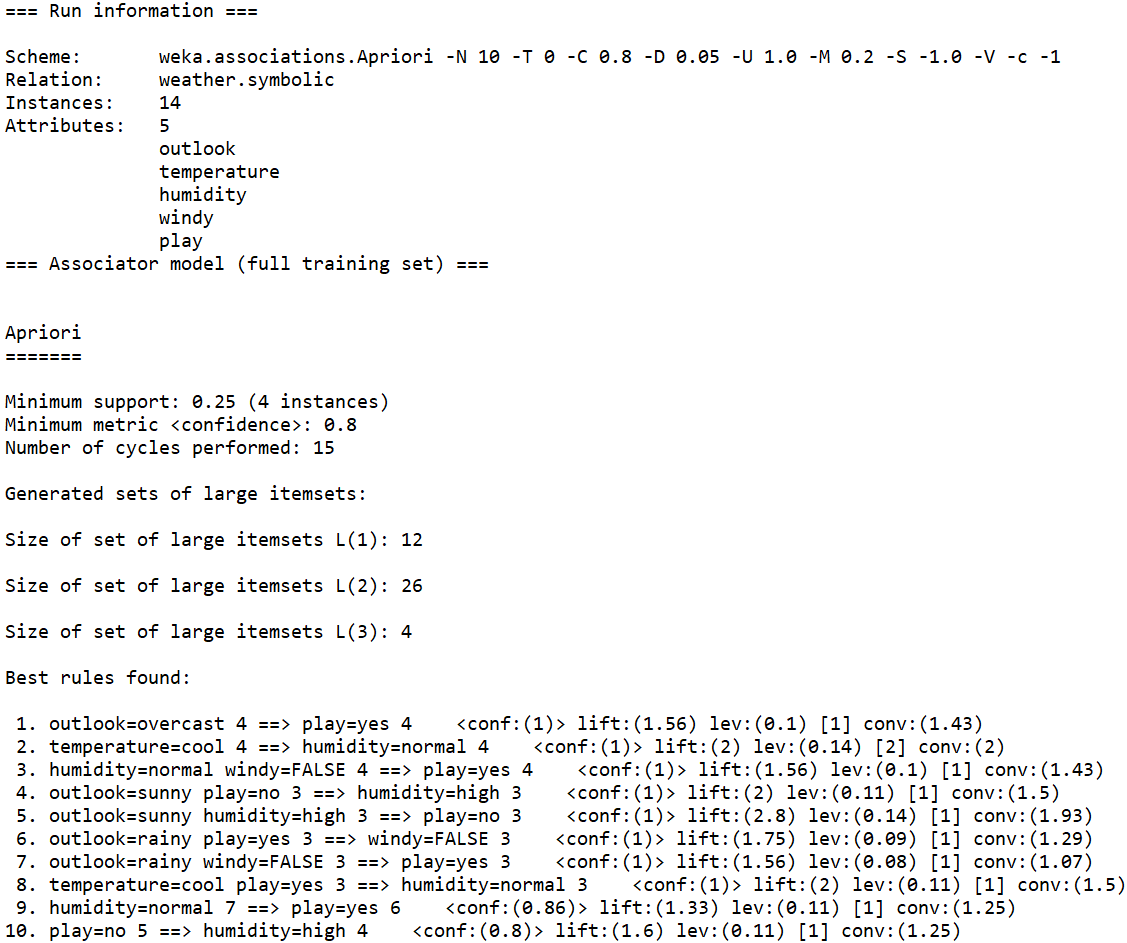 === Run information ===
Scheme: weka.associations.Apriori -N 10 -T 0 -C 0.8 -D 0.05 -U 1.0 -M 0.2 -S -1.0 -V -c -1
Relation: weather.symbolic
Instances: 14
Attributes: 5
outlook
temperature
humidity
windy
play
=== Associator model (full training set) ===
Apriori
=======
Minimum support: 0.25 (4 instances)
Minimum metric <confidence>: 0.8
Number of cycles performed: 15
Generated sets of large itemsets:
Size of set of large itemsets L(1): 12
Size of set of large itemsets L(2): 26
Size of set of large itemsets L(3): 4
Best rules found:
1. outlook=overcast 4 ==> play=yes 4 <conf:(1)> lift:(1.56) lev:(0.1) [1] conv:(1.43)
2. temperature=cool 4 ==> humidity=normal 4 <conf:(1)> lift:(2) lev:(0.14) [2] conv:(2)
3. humidity=normal windy=FALSE 4 ==> play=yes 4 <conf:(1)> lift:(1.56) lev:(0.1) [1] conv:(1.43)
4. outlook=sunny play=no 3 ==> humidity=high 3 <conf:(1)> lift:(2) lev:(0.11) [1] conv:(1.5)
5. outlook=sunny humidity=high 3 ==> play=no 3 <conf:(1)> lift:(2.8) lev:(0.14) [1] conv:(1.93)
6. outlook=rainy play=yes 3 ==> windy=FALSE 3 <conf:(1)> lift:(1.75) lev:(0.09) [1] conv:(1.29)
7. outlook=rainy windy=FALSE 3 ==> play=yes 3 <conf:(1)> lift:(1.56) lev:(0.08) [1] conv:(1.07)
8. temperature=cool play=yes 3 ==> humidity=normal 3 <conf:(1)> lift:(2) lev:(0.11) [1] conv:(1.5)
9. humidity=normal 7 ==> play=yes 6 <conf:(0.86)> lift:(1.33) lev:(0.11) [1] conv:(1.25)
10. play=no 5 ==> humidity=high 4 <conf:(0.8)> lift:(1.6) lev:(0.11) [1] conv:(1.25)